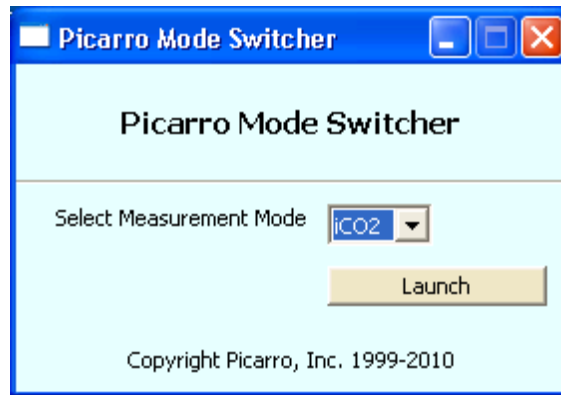 Picarro Mode Switcher
Picarro Mode Switcher
Select Measurement Mode iCO2
Launch
Copyright Picarro, Inc. 1999-2010